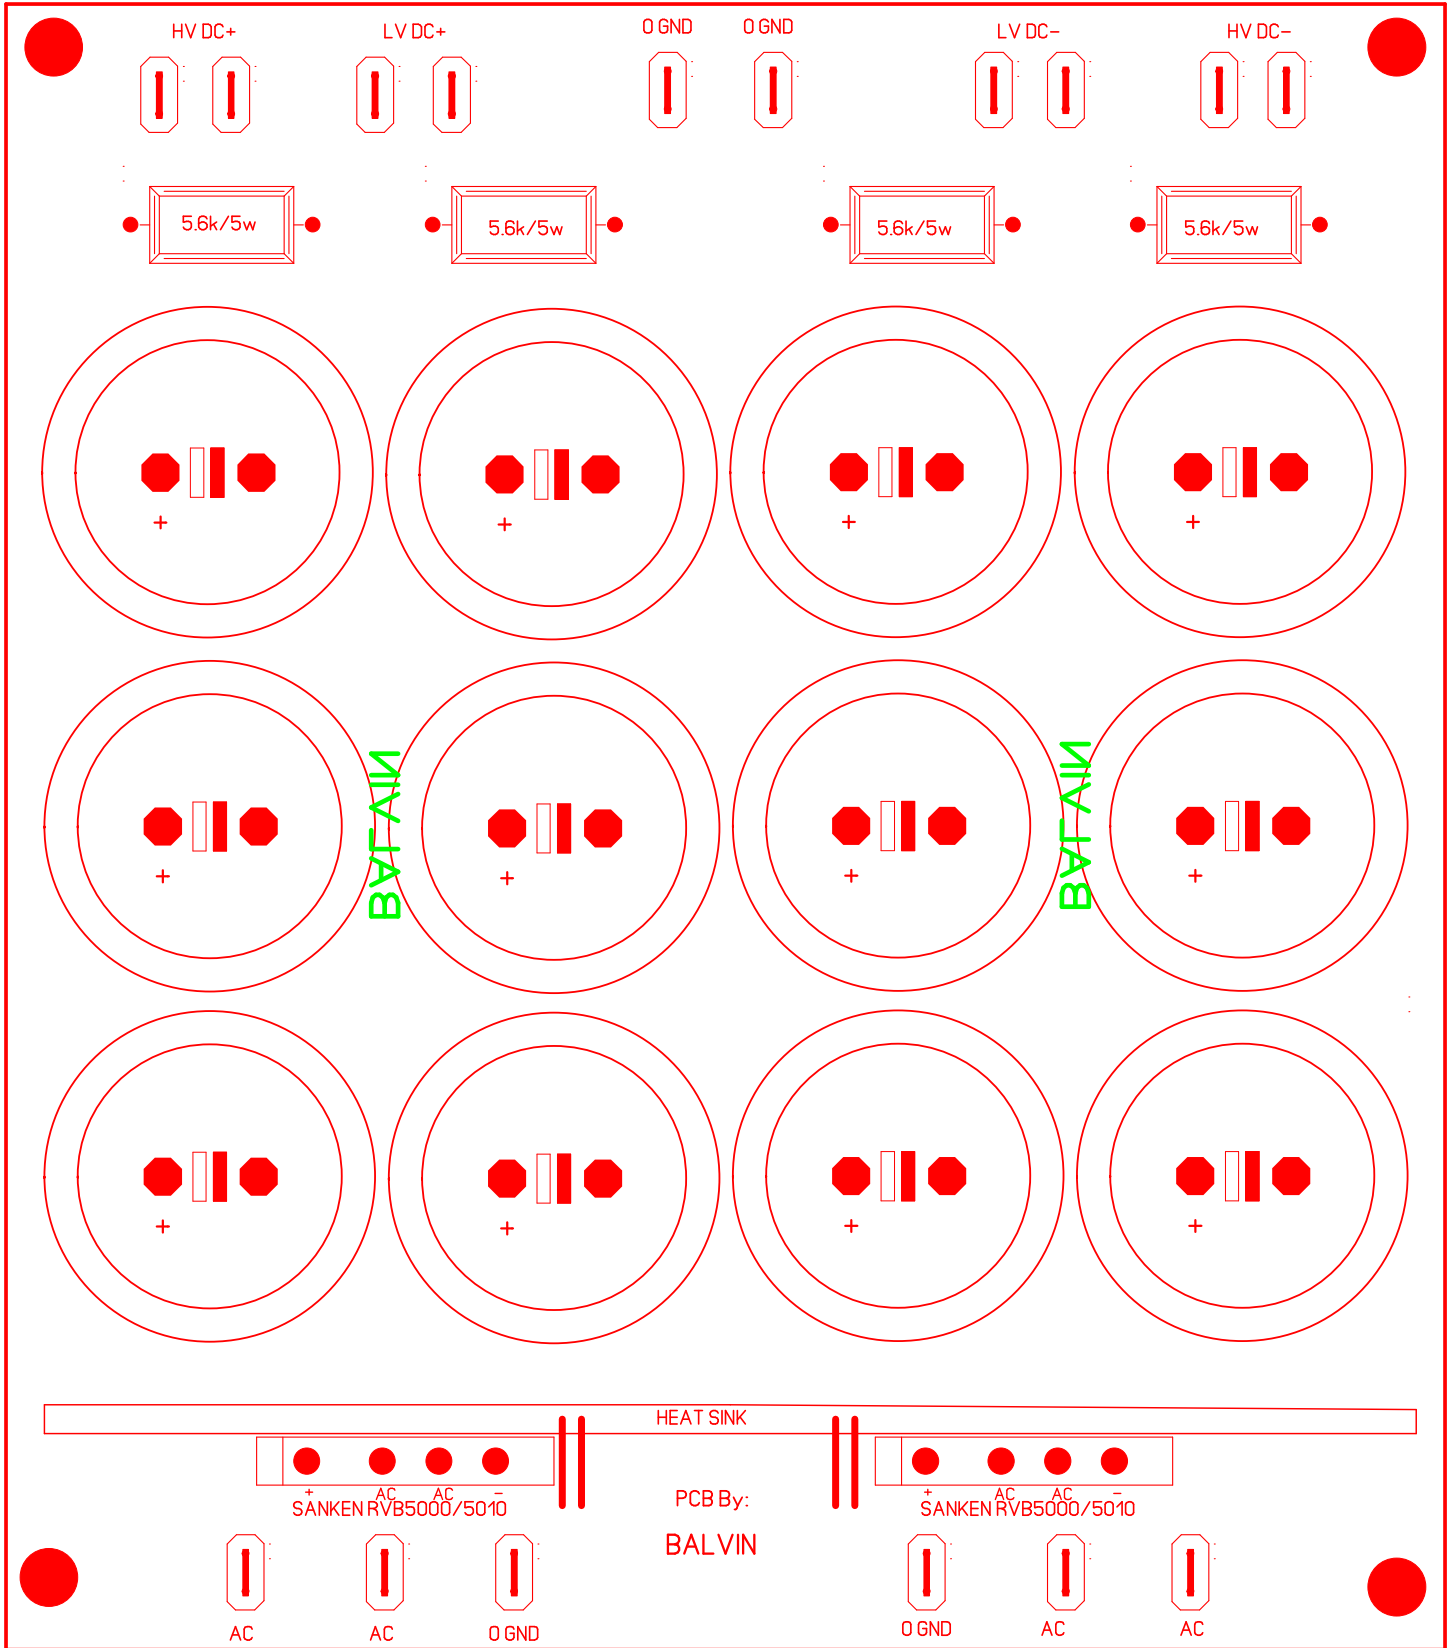 HV DC+ LV DC+ 0 GND 0 GND LV DC- HV DC-
5.6k/5w 5.6k/5w 5.6k/5w 5.6k/5w
+ + + +
BALVIN BALVIN
+ + + +
+ + + +
HEAT SINK
+ AC AC - + AC AC -
SANKEN RVB5000/5010 SANKEN RVB5000/5010
PCB By:
BALVIN
AC AC 0 GND 0 GND AC AC